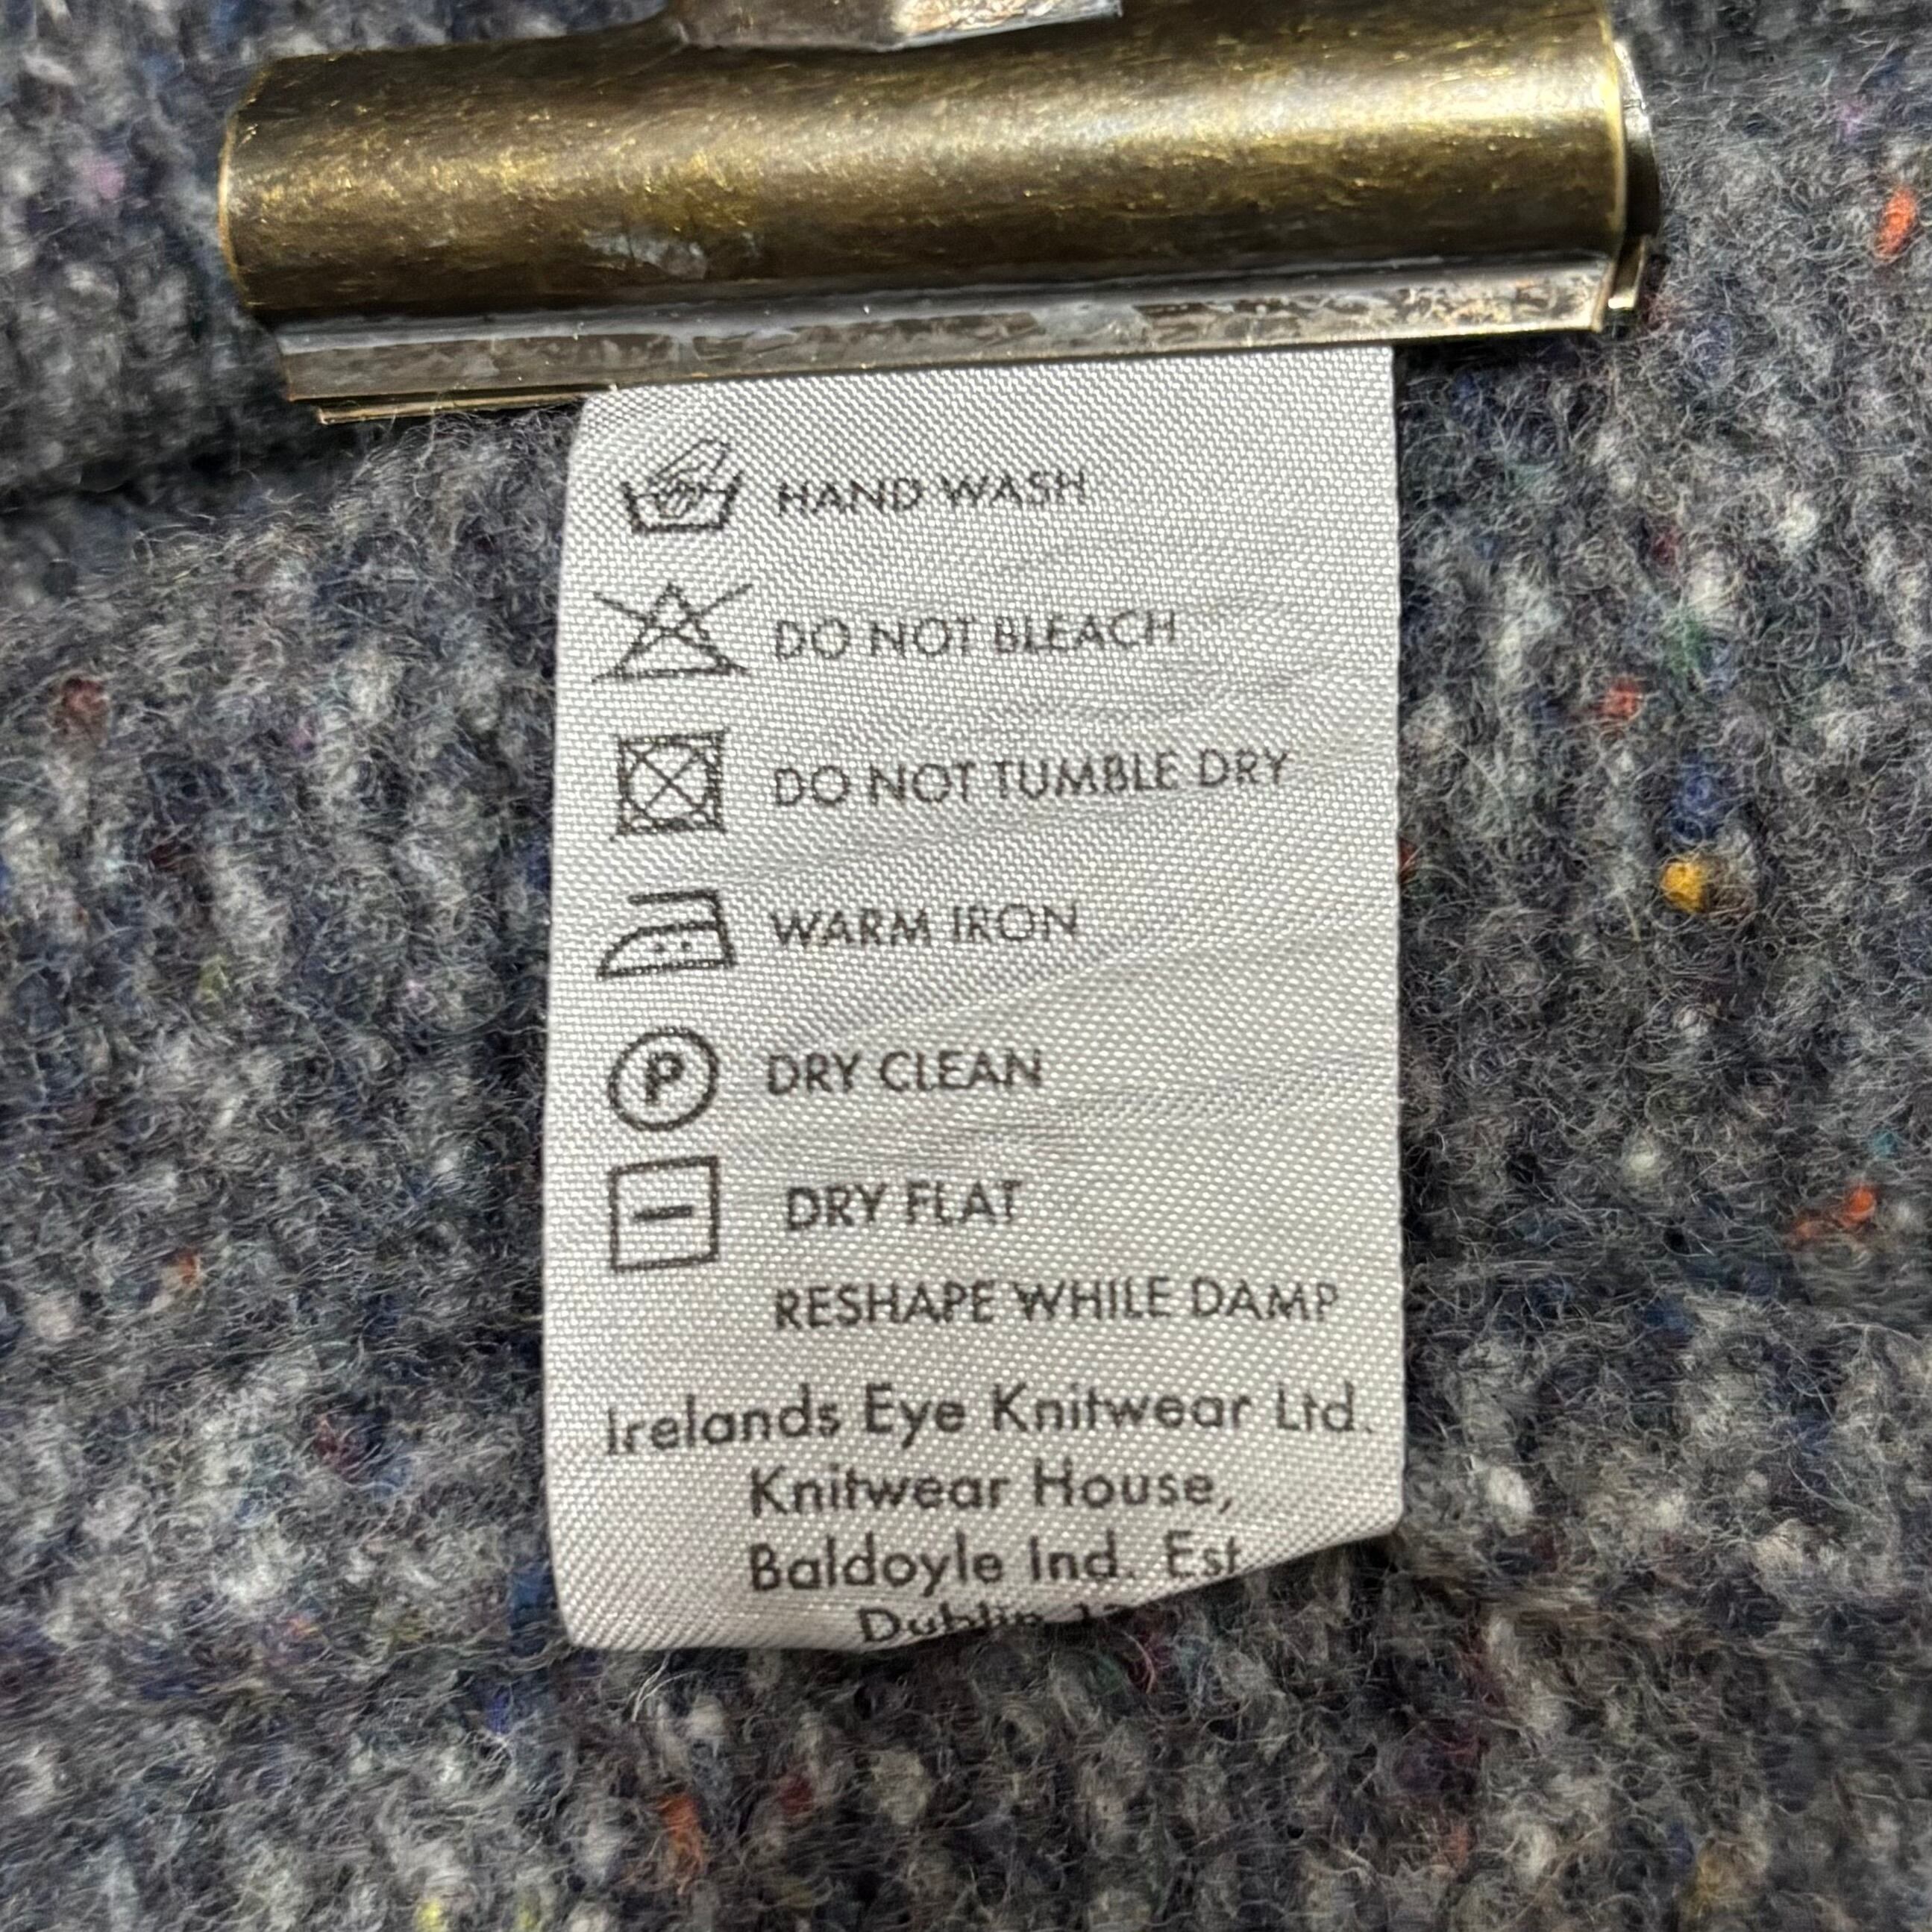 HAND WASH
DO NOT BLEACH
DO NOT TUMBLE DRY
WARM IRON
P DRY CLEAN
DRY FLAT
RESHAPE WHILE DAMP
Irelands Eye Knitwear Ltd.
Knitwear House,
Baldoyle Ind. Est
Dublin